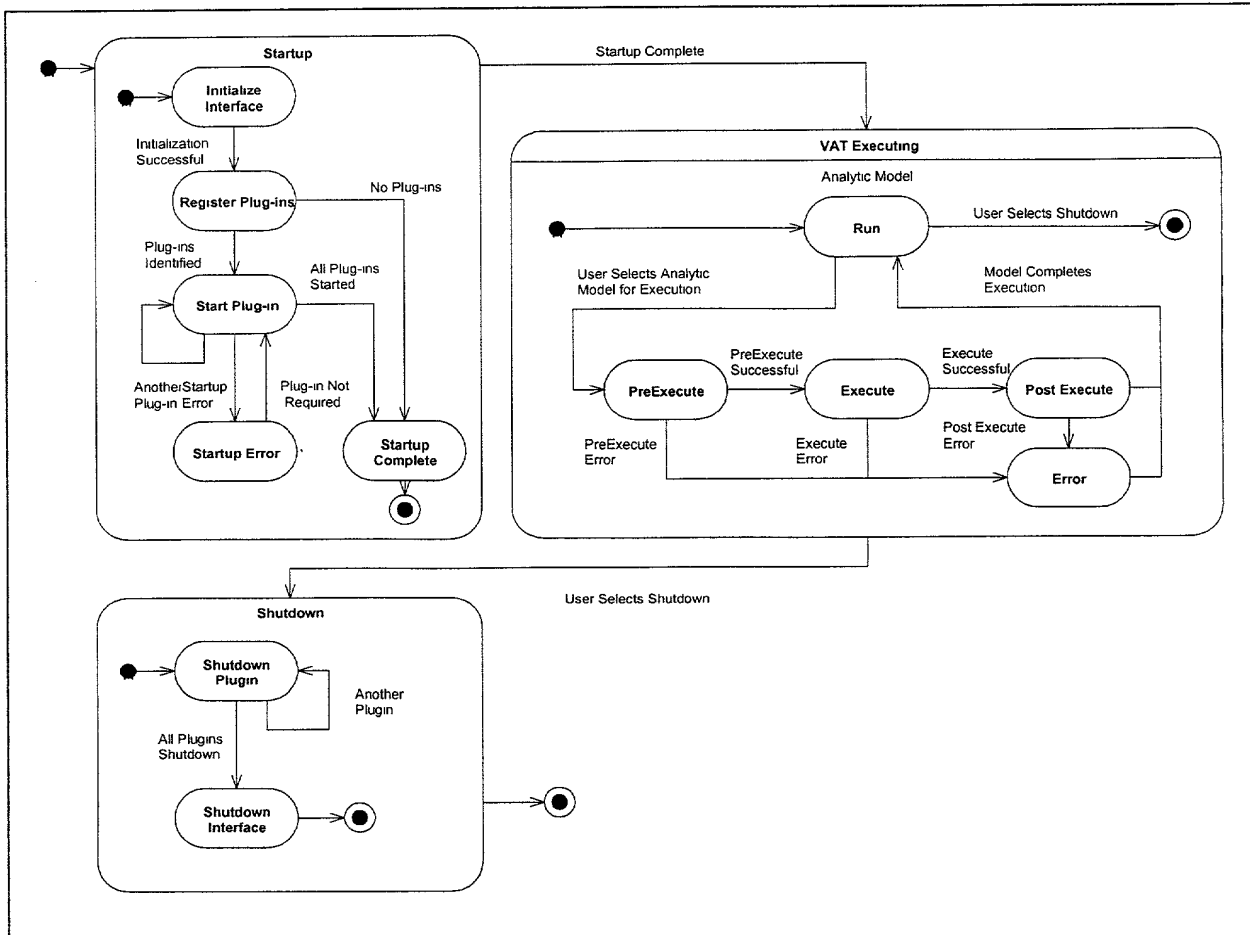 Startup
Startup Complete
Initialize
Interface
Initialization
Successful
Register Plug-ins
No Plug-ins
Plug-ins
Identified
All Plug-ins
Started
Start Plug-in
AnotherStartup
Plug-in Error
Plug-in Not
Required
Startup Error
Startup
Complete
VAT Executing
Analytic Model
Run
User Selects Shutdown
User Selects Analytic
Model for Execution
Model Completes
Execution
PreExecute
PreExecute
Successful
Execute
Execute
Successful
Post Execute
PreExecute
Error
Execute
Error
Post Execute
Error
Error
User Selects Shutdown
Shutdown
Shutdown
Plugin
Another
Plugin
All Plugins
Shutdown
Shutdown
Interface